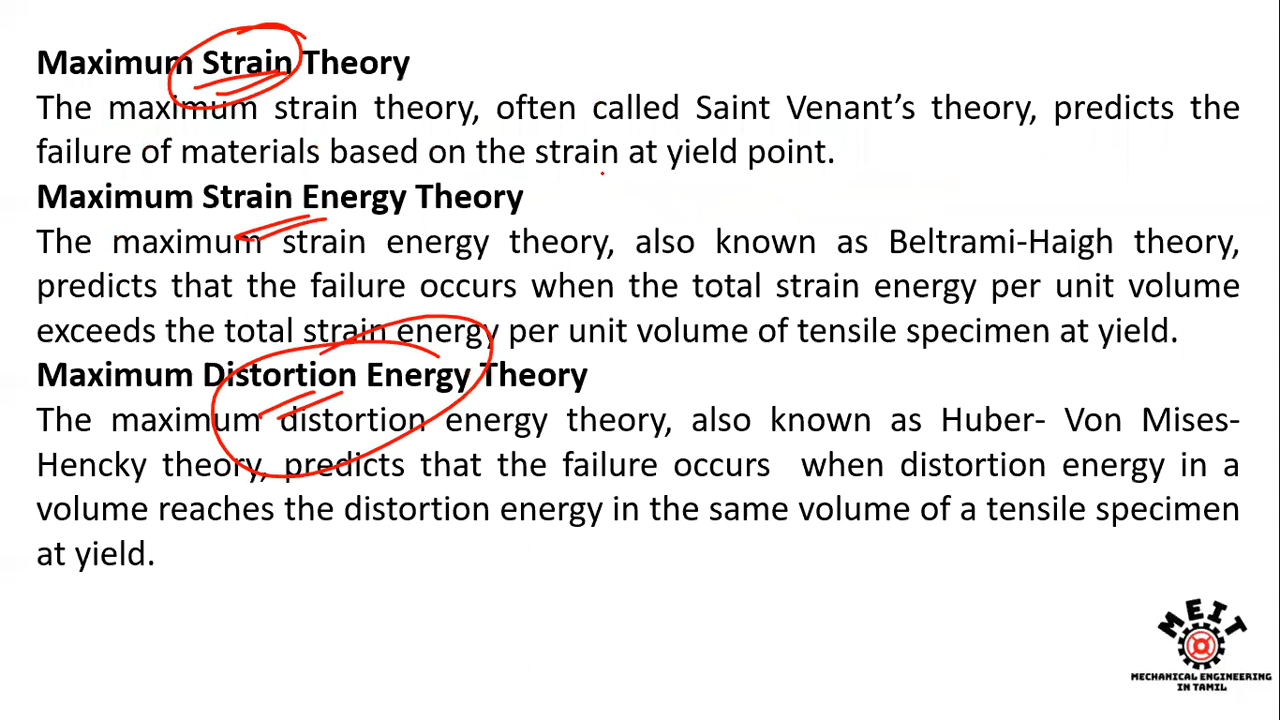 Maximum Strain Theory
The maximum strain theory, often called Saint Venant’s theory, predicts the
failure of materials based on the strain at yield point.
Maximum Strain Energy Theory
The maximum strain energy theory, also known as Beltrami-Haigh theory,
predicts that the failure occurs when the total strain energy per unit volume
exceeds the total strain energy per unit volume of tensile specimen at yield.
Maximum Distortion Energy Theory
The maximum distortion energy theory, also known as Huber- Von Mises-
Hencky theory, predicts that the failure occurs when distortion energy in a
volume reaches the distortion energy in the same volume of a tensile specimen
at yield.
MEIT
MECHANICAL ENGINEERING
IN TAMIL